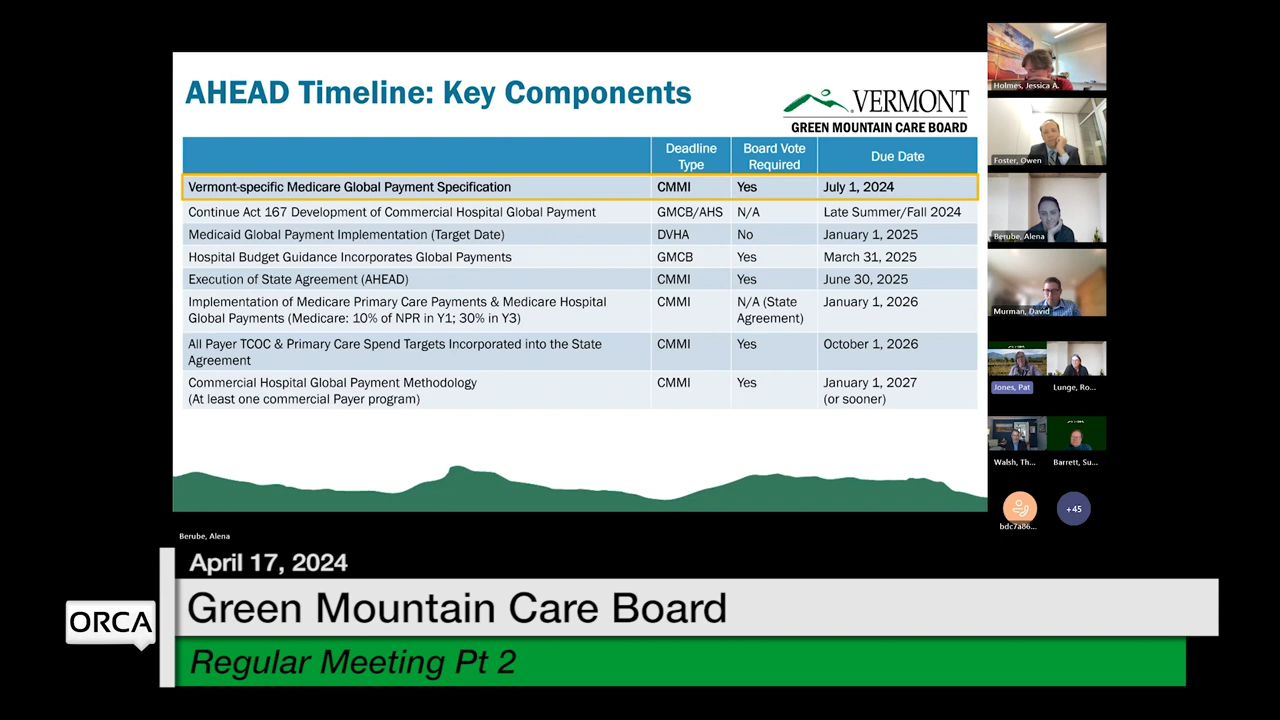 AHEAD Timeline: Key Components
VERMONT
GREEN MOUNTAIN CARE BOARD
Deadline Type
Board Vote Required
Due Date
Vermont-specific Medicare Global Payment Specification
CMMI
Yes
July 1, 2024
Continue Act 167 Development of Commercial Hospital Global Payment
GMCB/AHS
N/A
Late Summer/Fall 2024
Medicaid Global Payment Implementation (Target Date)
DVHA
No
January 1, 2025
Hospital Budget Guidance Incorporates Global Payments
GMCB
Yes
March 31, 2025
Execution of State Agreement (AHEAD)
CMMI
Yes
June 30, 2025
Implementation of Medicare Primary Care Payments & Medicare Hospital
Global Payments (Medicare: 10% of NPR in Y1; 30% in Y3)
CMMI
N/A (State
Agreement)
January 1, 2026
All Payer TCOC & Primary Care Spend Targets Incorporated into the State
Agreement
CMMI
Yes
October 1, 2026
Commercial Hospital Global Payment Methodology
(At least one commercial Payer program)
CMMI
Yes
January 1, 2027
(or sooner)
Holmes, Jessica A.
Foster, Owen
Berube, Alena
Murman, David
Jones, Pat
Lunge, Ro...
Walsh, Th...
Barrett, Su...
bdc7a86...
+45
Berube, Alena
April 17, 2024
ORCA
Green Mountain Care Board
Regular Meeting Pt 2